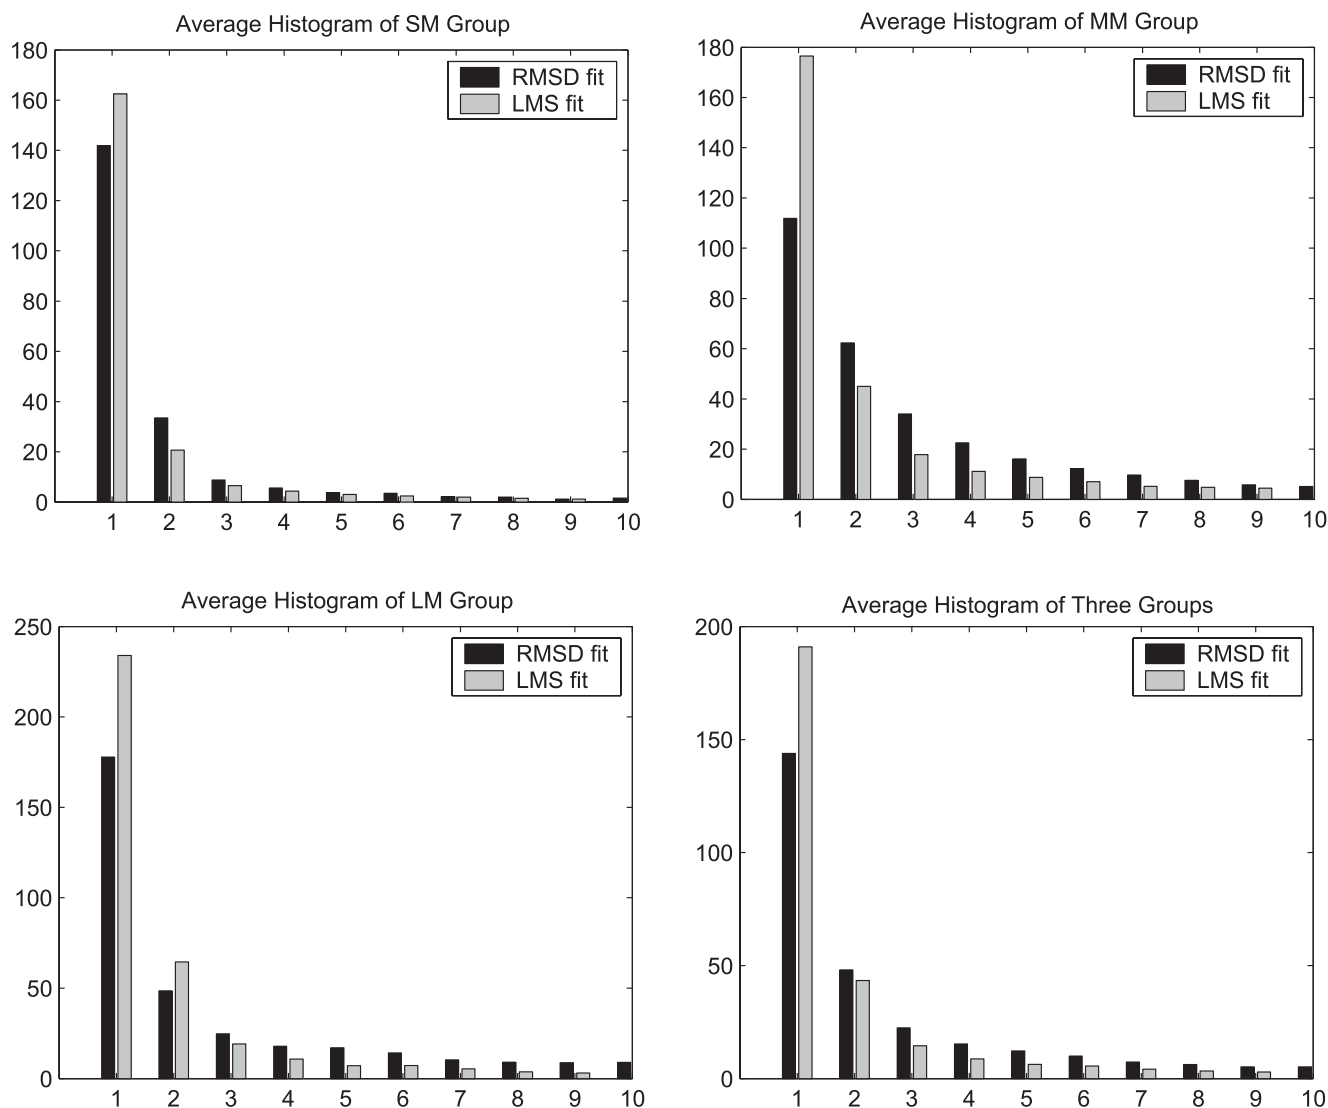 Average Histogram of SM Group
180
160
140
120
100
80
60
40
20
0
RMSD fit
LMS fit
1 2 3 4 5 6 7 8 9 10
Average Histogram of MM Group
180
160
140
120
100
80
60
40
20
0
RMSD fit
LMS fit
1 2 3 4 5 6 7 8 9 10
Average Histogram of LM Group
250
200
150
100
50
0
RMSD fit
LMS fit
1 2 3 4 5 6 7 8 9 10
Average Histogram of Three Groups
200
150
100
50
0
RMSD fit
LMS fit
1 2 3 4 5 6 7 8 9 10